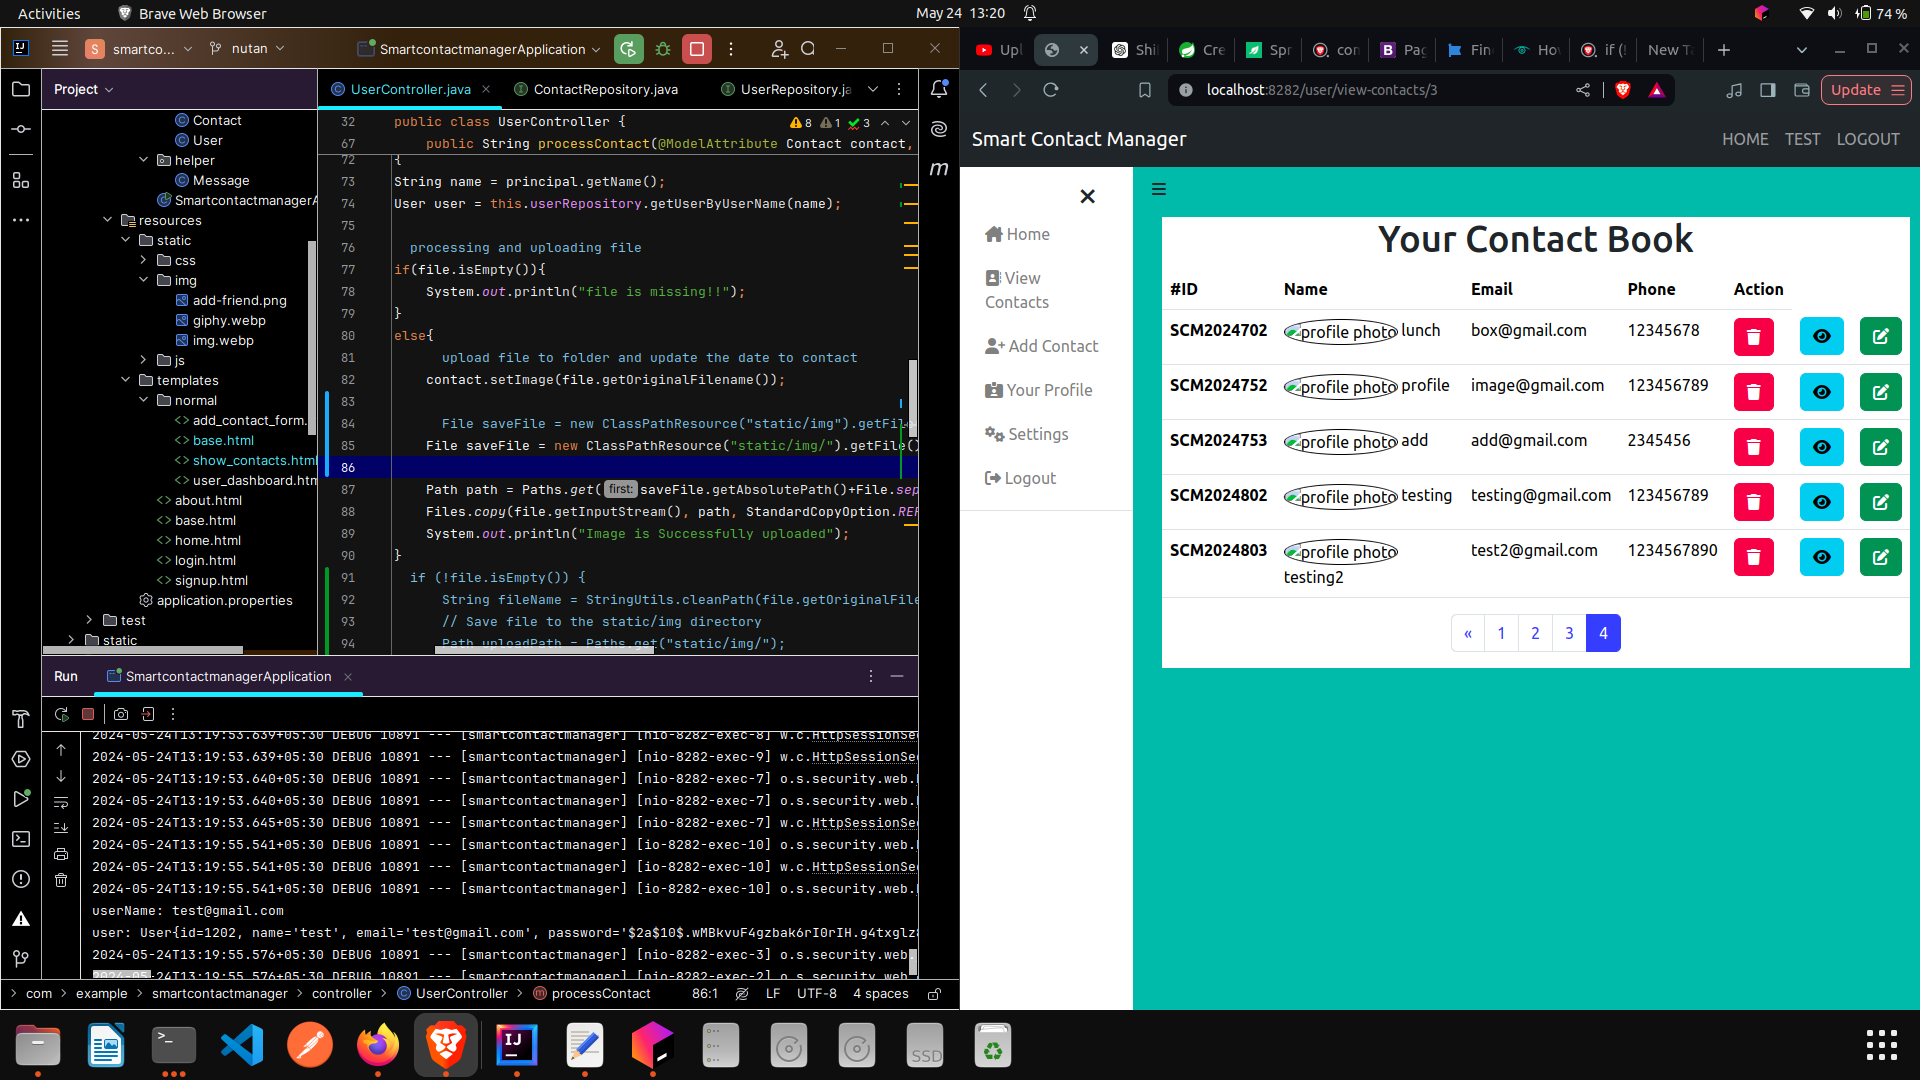 Activities
Brave Web Browser
May 24 13:20
74 %
smartco...
nutan
SmartcontactmanagerApplication
Project
UserController.java
ContactRepository.java
UserRepository.ja
Contact
User
helper
Message
SmartcontactmanagerA
resources
static
css
img
add-friend.png
giphy.webp
img.webp
js
templates
normal
add_contact_form.
base.html
show_contacts.html
user_dashboard.htm
about.html
base.html
home.html
login.html
signup.html
application.properties
test
static
8 1 3
32 public class UserController {
67 public String processContact(@ModelAttribute Contact contact,
72 {
73 String name = principal.getName();
74 User user = this.userRepository.getUserByUserName(name);
75
76 processing and uploading file
77 if(file.isEmpty()){
78 System.out.println("file is missing!!");
79 }
80 else{
81 upload file to folder and update the date to contact
82 contact.setImage(file.getOriginalFilename());
83
84 File saveFile = new ClassPathResource("static/img").getFile
85 File saveFile = new ClassPathResource("static/img/").getFile()
86
87 Path path = Paths.get( first: saveFile.getAbsolutePath()+File.sep
88 Files.copy(file.getInputStream(), path, StandardCopyOption.REP
89 System.out.println("Image is Successfully uploaded");
90 }
91 if (!file.isEmpty()) {
92 String fileName = StringUtils.cleanPath(file.getOriginalFile
93 // Save file to the static/img directory
94 Path uploadPath = Paths.get("static/img/");
Run
SmartcontactmanagerApplication
2024-05-24T13:19:53.639+05:30 DEBUG 10891 --- [smartcontactmanager] [nio-8282-exec-8] w.c.HttpSessionSec
2024-05-24T13:19:53.639+05:30 DEBUG 10891 --- [smartcontactmanager] [nio-8282-exec-9] w.c.HttpSessionSec
2024-05-24T13:19:53.640+05:30 DEBUG 10891 --- [smartcontactmanager] [nio-8282-exec-7] o.s.security.web.
2024-05-24T13:19:53.640+05:30 DEBUG 10891 --- [smartcontactmanager] [nio-8282-exec-7] o.s.security.web.
2024-05-24T13:19:53.645+05:30 DEBUG 10891 --- [smartcontactmanager] [nio-8282-exec-7] w.c.HttpSessionSec
2024-05-24T13:19:55.541+05:30 DEBUG 10891 --- [smartcontactmanager] [io-8282-exec-10] o.s.security.web.
2024-05-24T13:19:55.541+05:30 DEBUG 10891 --- [smartcontactmanager] [io-8282-exec-10] w.c.HttpSessionSec
2024-05-24T13:19:55.541+05:30 DEBUG 10891 --- [smartcontactmanager] [io-8282-exec-10] o.s.security.web.
userName: test@gmail.com
user: User{id=1202, name='test', email='test@gmail.com', password='$2a$10$.wMBkvuF4gzbak6rI0rIH.g4txglz
2024-05-24T13:19:55.576+05:30 DEBUG 10891 --- [smartcontactmanager] [nio-8282-exec-3] o.s.security.web.
2024-05-24T13:19:55.576+05:30 DEBUG 10891 --- [smartcontactmanager] [nio-8282-exec-2] o.s.security.web.
com
example
smartcontactmanager
controller
UserController
processContact
86:1
LF
UTF-8
4 spaces
Upl
Shi
Cre
Spr
con
Pag
Fin
Hov
if (!
New T
localhost:8282/user/view-contacts/3
Update
Smart Contact Manager
HOME TEST LOGOUT
Home
View
Contacts
Add Contact
Your Profile
Settings
Logout
Your Contact Book
#ID Name Email Phone Action
SCM2024702 profile photo lunch box@gmail.com 12345678
SCM2024752 profile photo profile image@gmail.com 123456789
SCM2024753 profile photo add add@gmail.com 2345456
SCM2024802 profile photo testing testing@gmail.com 123456789
SCM2024803 profile photo test2@gmail.com 1234567890
testing2
« 1 2 3 4
SSD